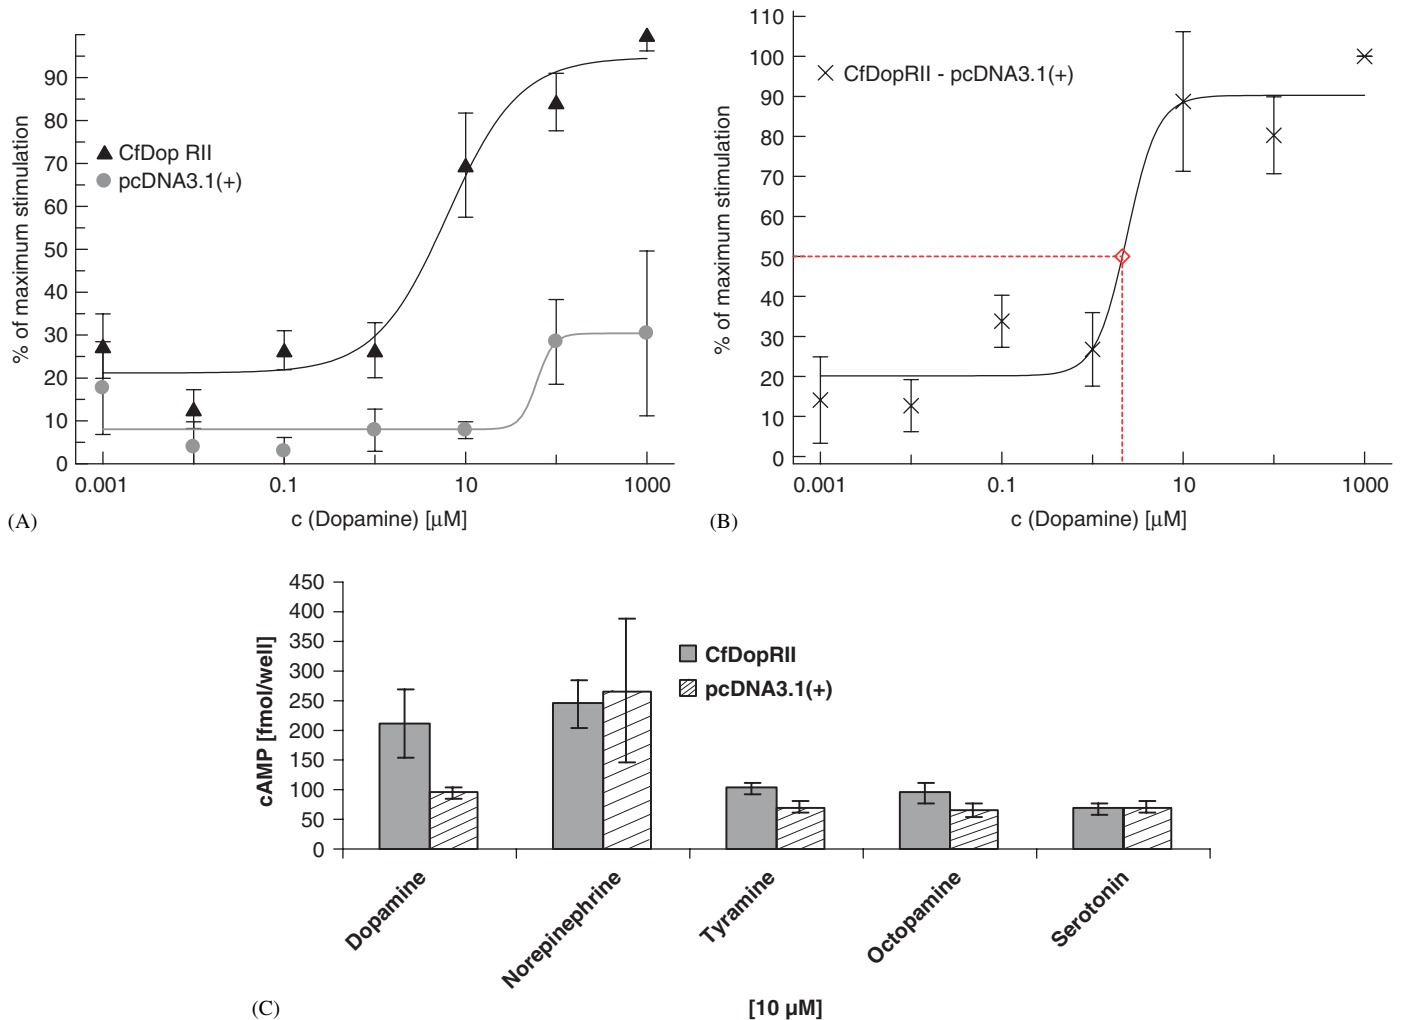 % of maximum stimulation
90
80
70
60
50
40
30
20
10
0
CfDop RII
pcDNA3.1(+)
0.001 0.1 10 1000
c (Dopamine) [μM]
(A)
% of maximum stimulation
110
100
90
80
70
60
50
40
30
20
10
0
CfDopRII - pcDNA3.1(+)
0.001 0.1 10 1000
c (Dopamine) [μM]
(B)
cAMP [fmol/well]
450
400
350
300
250
200
150
100
50
0
CfDopRII
pcDNA3.1(+)
Dopamine
Norepinephrine
Tyramine
Octopamine
Serotonin
(C)
[10 μM]